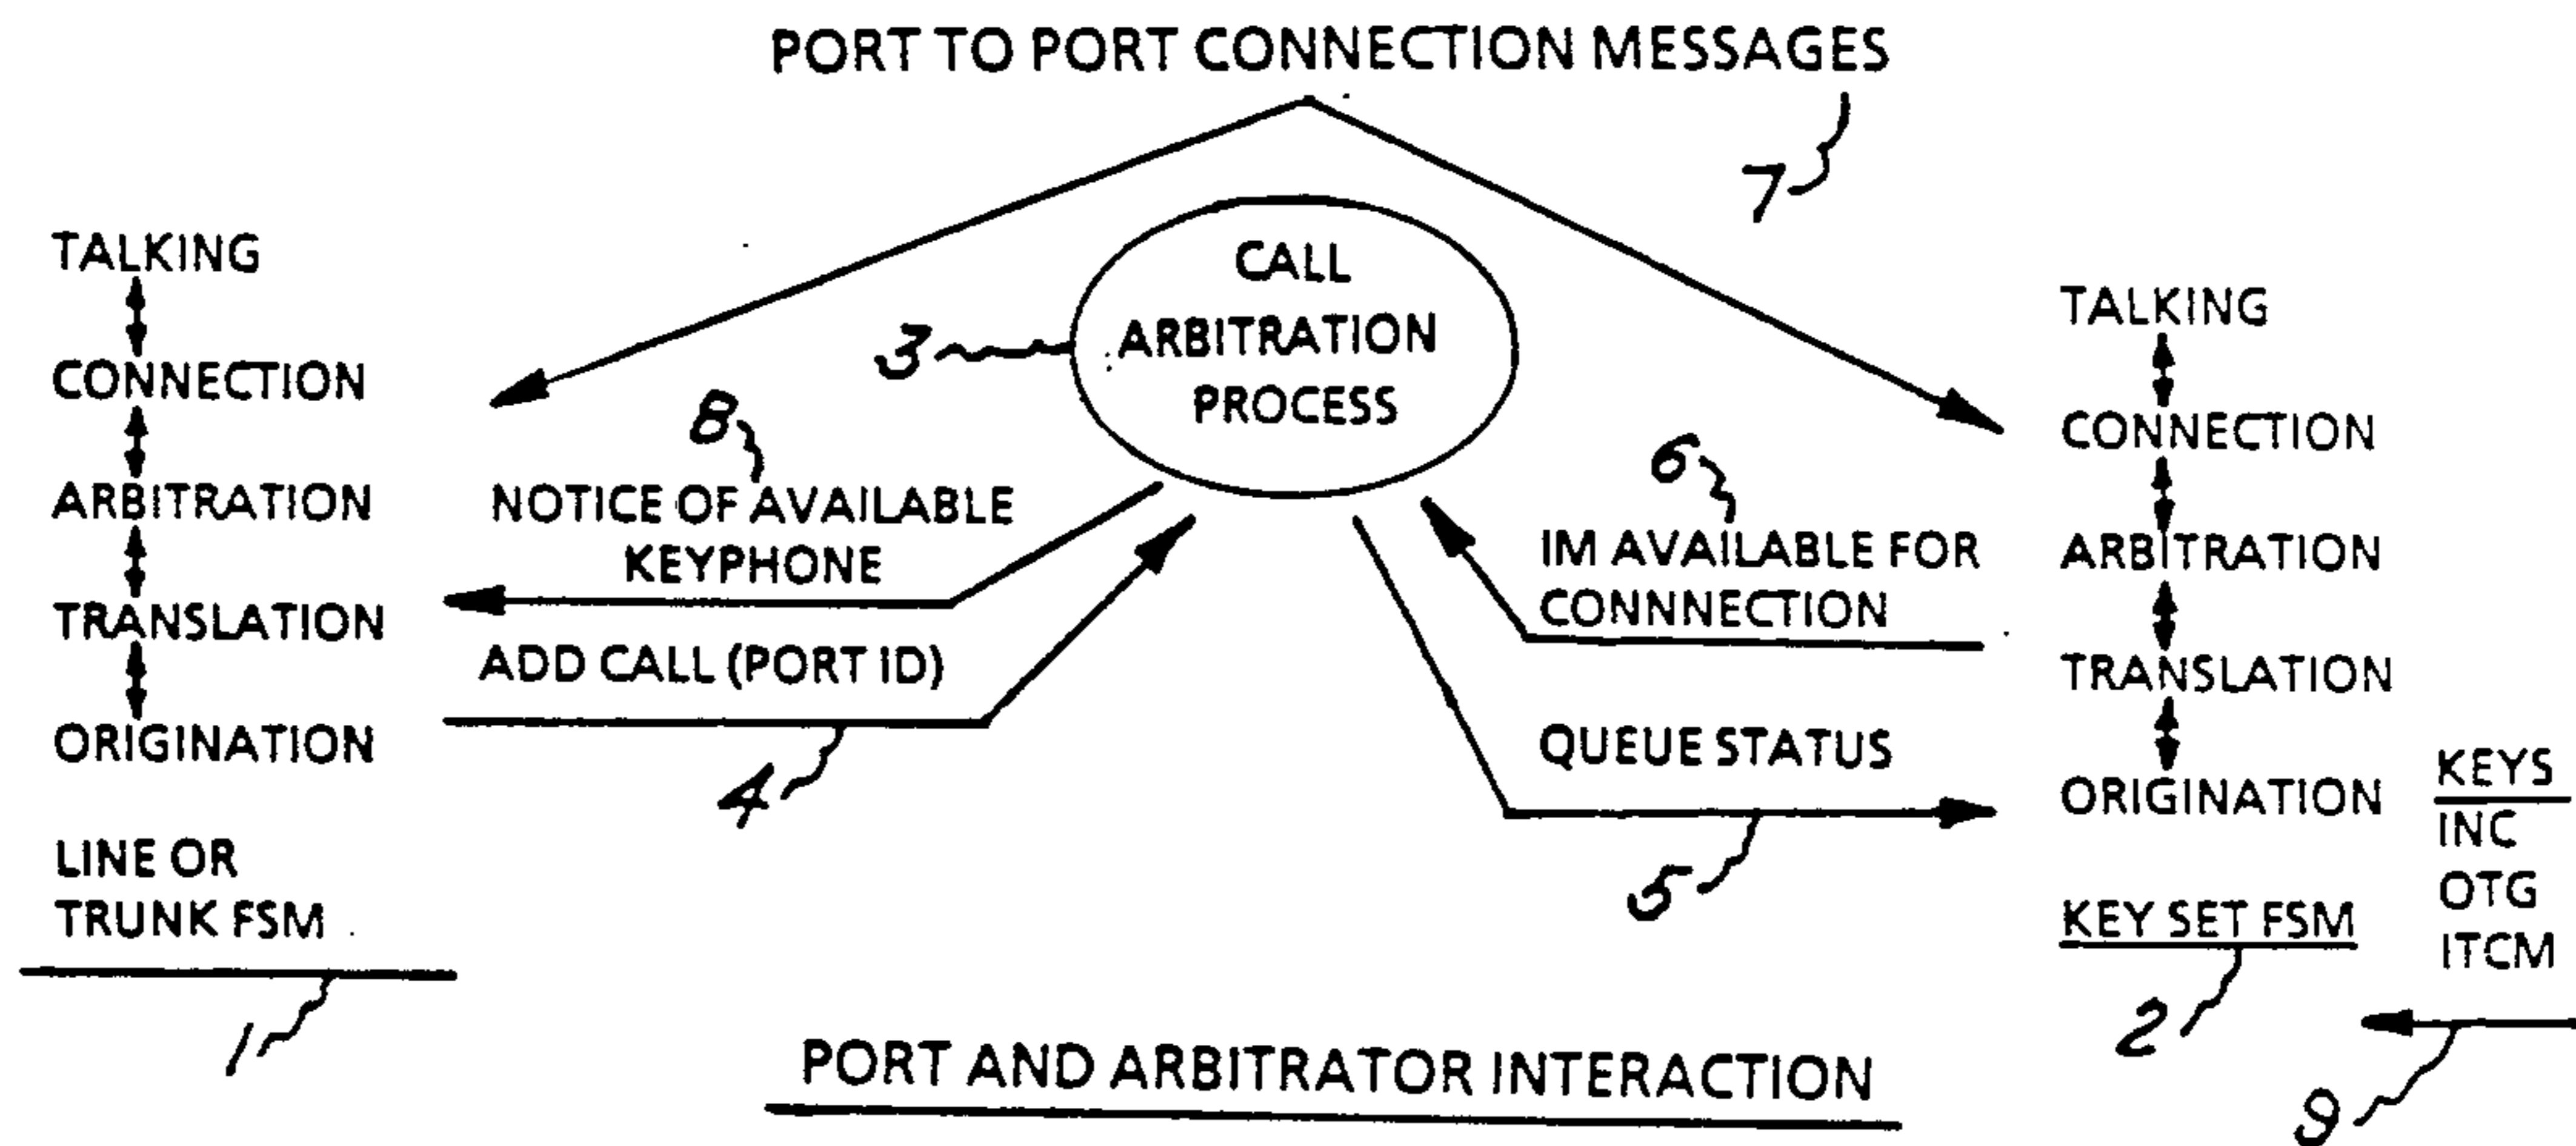 PORT TO PORT CONNECTION MESSAGES
7
CALL
ARBITRATION
PROCESS
3
TALKING
CONNECTION
ARBITRATION
TRANSLATION
ORIGINATION
LINE OR
TRUNK FSM
1
8
NOTICE OF AVAILABLE
KEYPHONE
ADD CALL (PORT ID)
4
6
IM AVAILABLE FOR
CONNNECTION
QUEUE STATUS
5
TALKING
CONNECTION
ARBITRATION
TRANSLATION
ORIGINATION
KEY SET FSM
2
KEYS
INC
OTG
ITCM
9
PORT AND ARBITRATOR INTERACTION